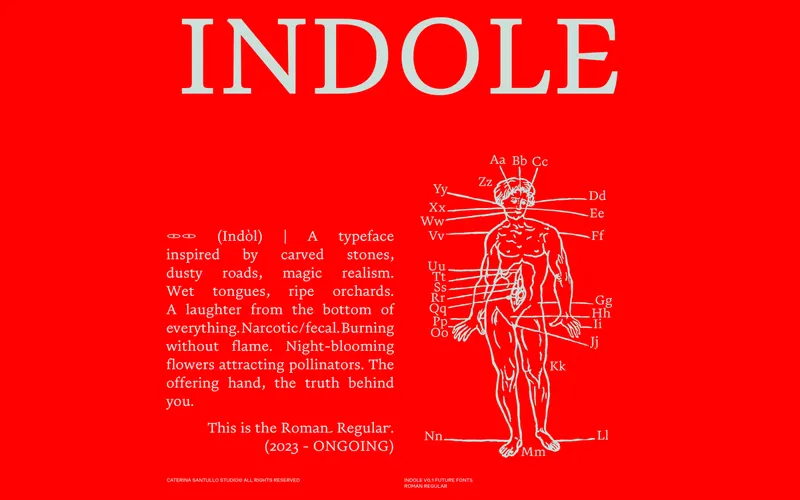 INDOLE
(Indòl) | A typeface
inspired by carved stones,
dusty roads, magic realism.
Wet tongues, ripe orchards.
A laughter from the bottom of
everything. Narcotic/fecal. Burning
without flame. Night-blooming
flowers attracting pollinators. The
offering hand, the truth behind
you.
This is the Roman Regular.
(2023 - ONGOING)
Aa Bb Cc
Zz
Dd
Ee
Ff
Yy
Xx
Ww
Vv
Uu
Tt
Ss
Rr
Qq
Pp
Oo
Gg
Hh
Ii
Jj
Kk
Nn
Ll
Mm
CATERINA SANTULLO STUDIO© ALL RIGHTS RESERVED
INDOLE V0.1 FUTURE FONTS
ROMAN REGULAR